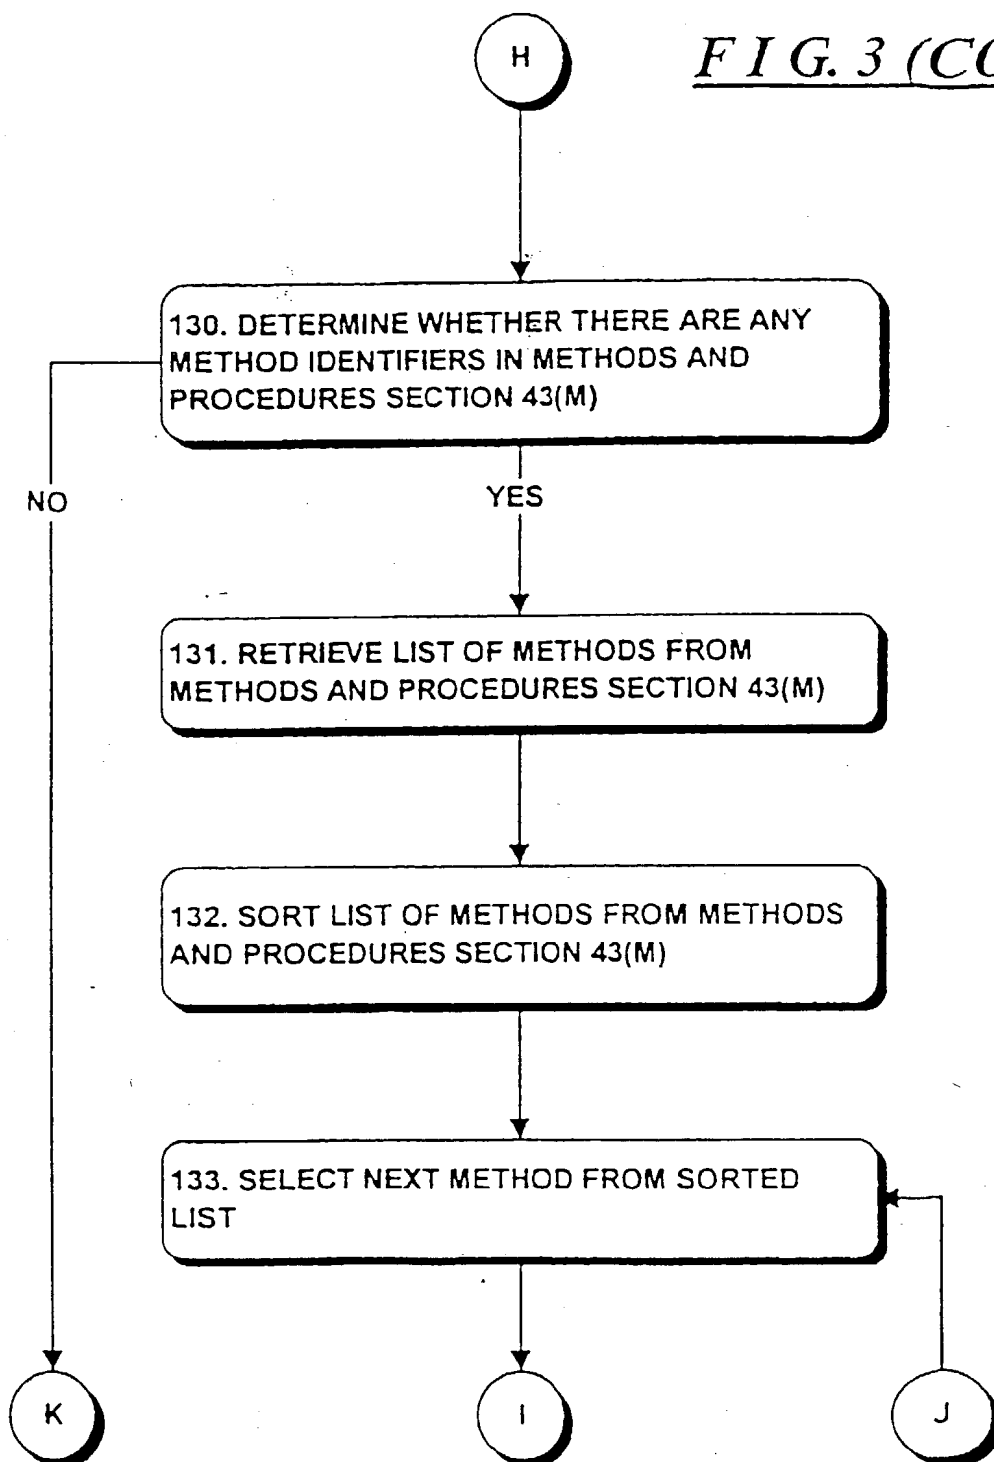 H
FIG. 3 (CO
130. DETERMINE WHETHER THERE ARE ANY
METHOD IDENTIFIERS IN METHODS AND
PROCEDURES SECTION 43(M)
NO
YES
131. RETRIEVE LIST OF METHODS FROM
METHODS AND PROCEDURES SECTION 43(M)
132. SORT LIST OF METHODS FROM METHODS
AND PROCEDURES SECTION 43(M)
133. SELECT NEXT METHOD FROM SORTED
LIST
K
I
J